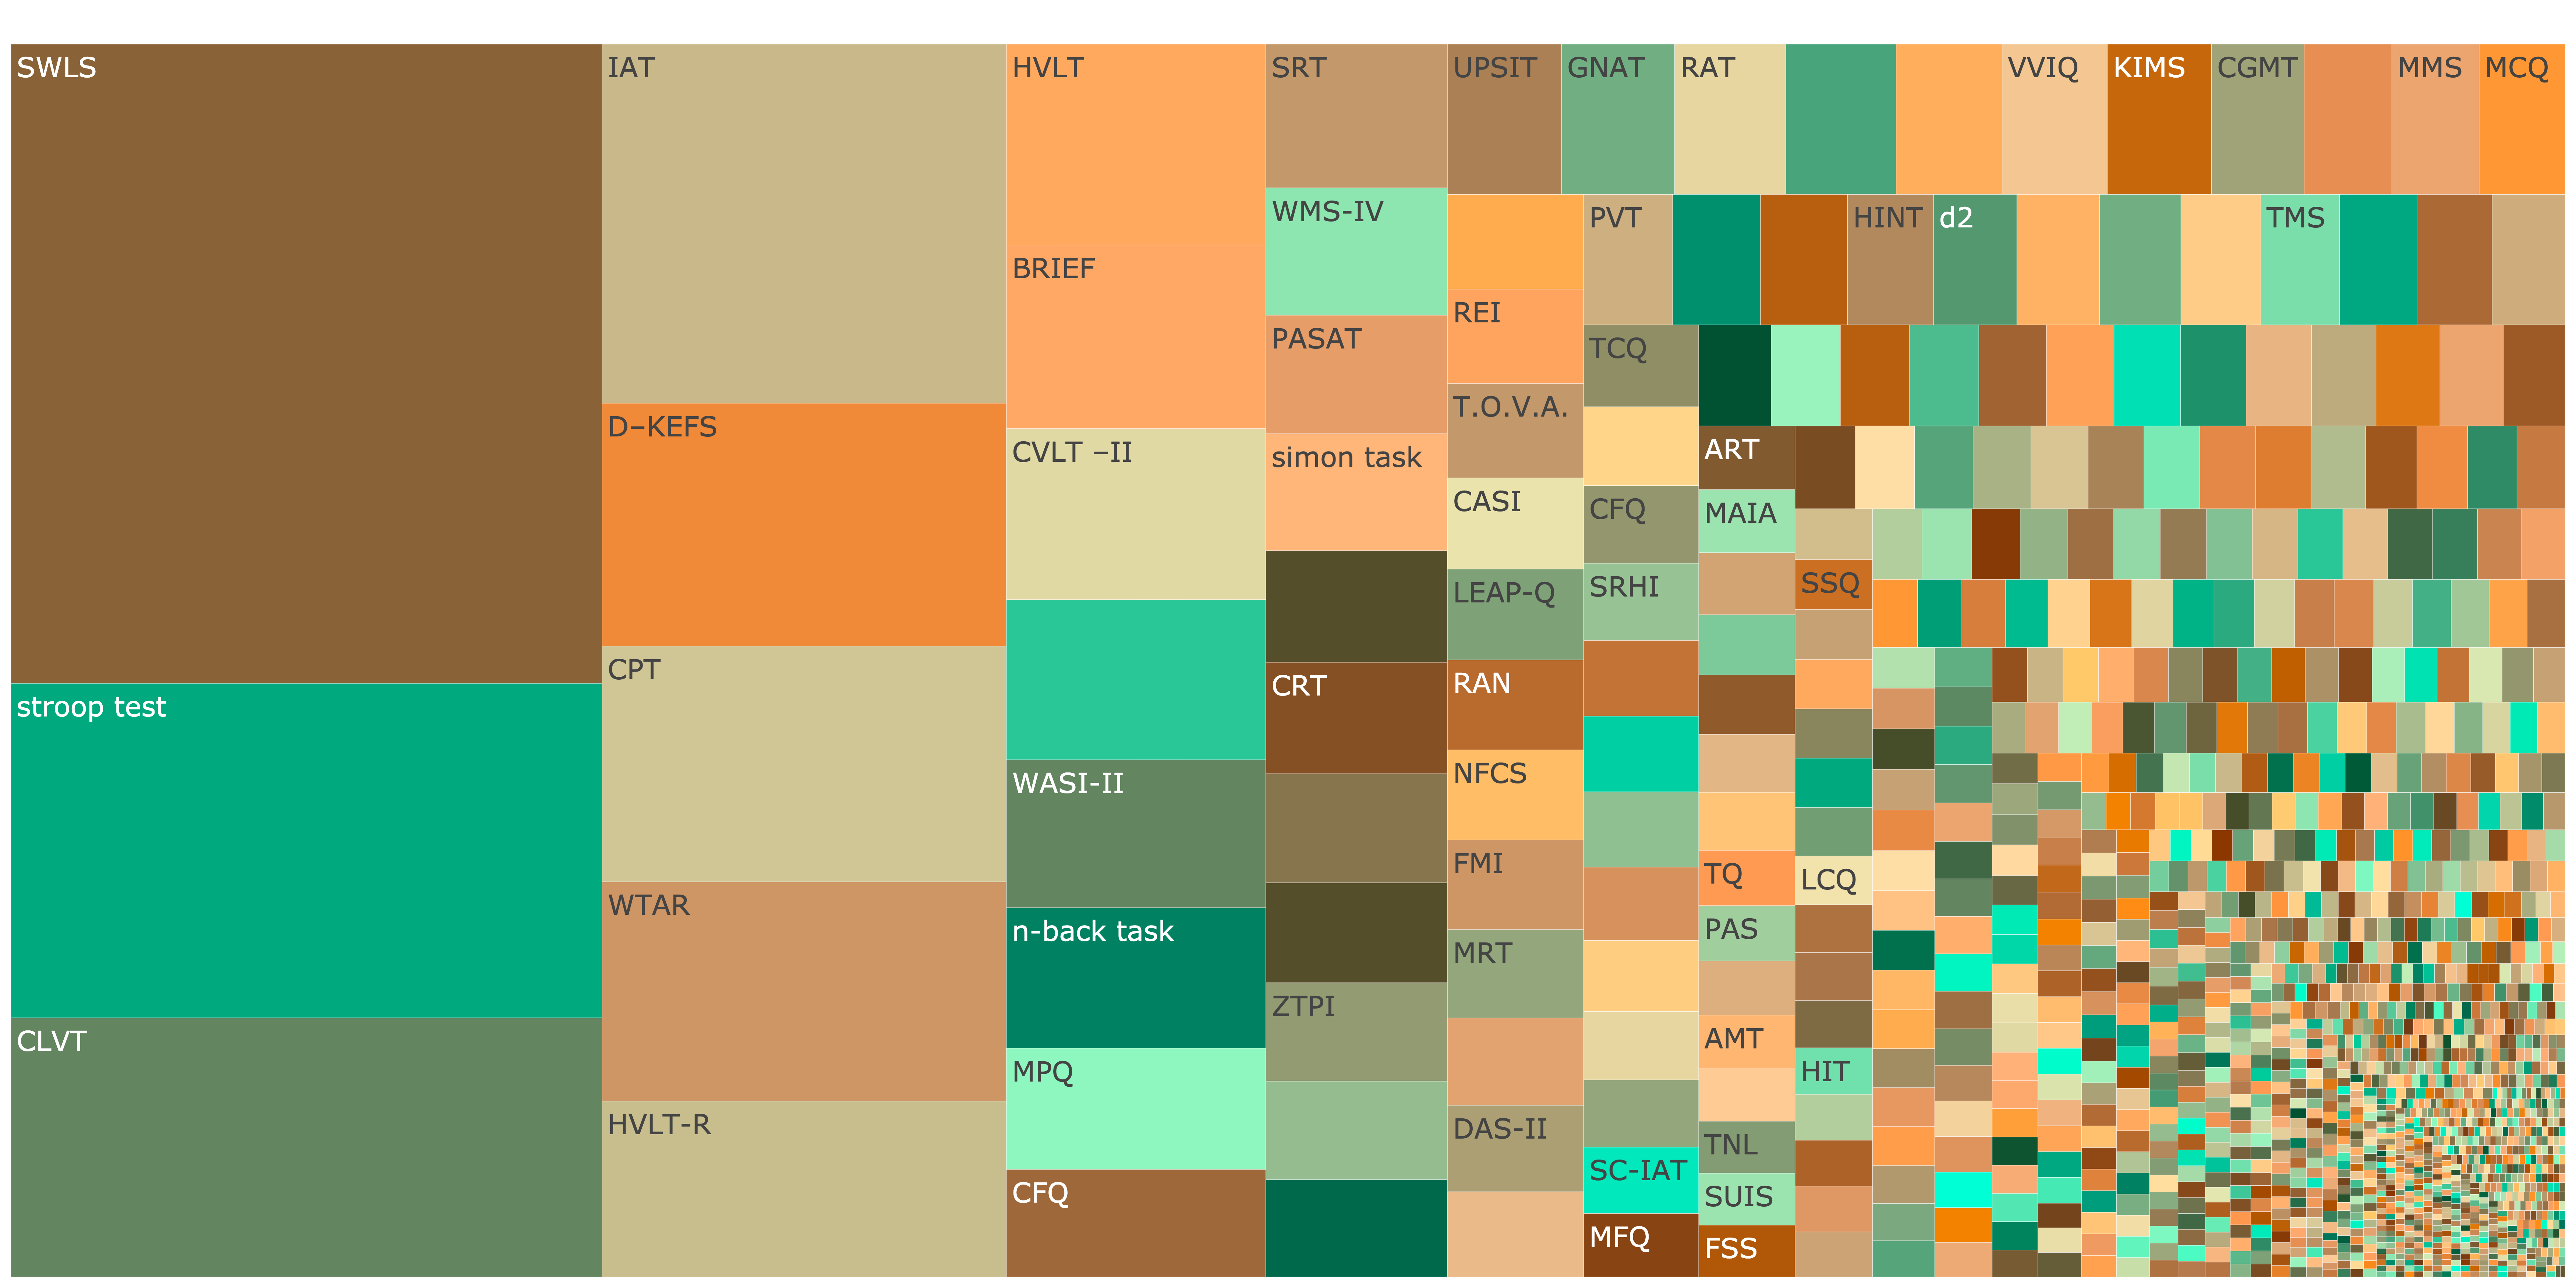 SWLS
stroop test
CLVT
IAT
D–KEFS
CPT
WTAR
HVLT-R
HVLT
BRIEF
CVLT –II
WASI-II
n-back task
MPQ
CFQ
SRT
WMS-IV
PASAT
simon task
CRT
ZTPI
UPSIT
GNAT
RAT
VVIQ
KIMS
CGMT
MMS
MCQ
REI
T.O.V.A.
CASI
LEAP-Q
RAN
NFCS
FMI
MRT
DAS-II
PVT
HINT
d2
TMS
TCQ
CFQ
SRHI
SC-IAT
MFQ
ART
MAIA
TQ
PAS
AMT
TNL
SUIS
FSS
SSQ
LCQ
HIT